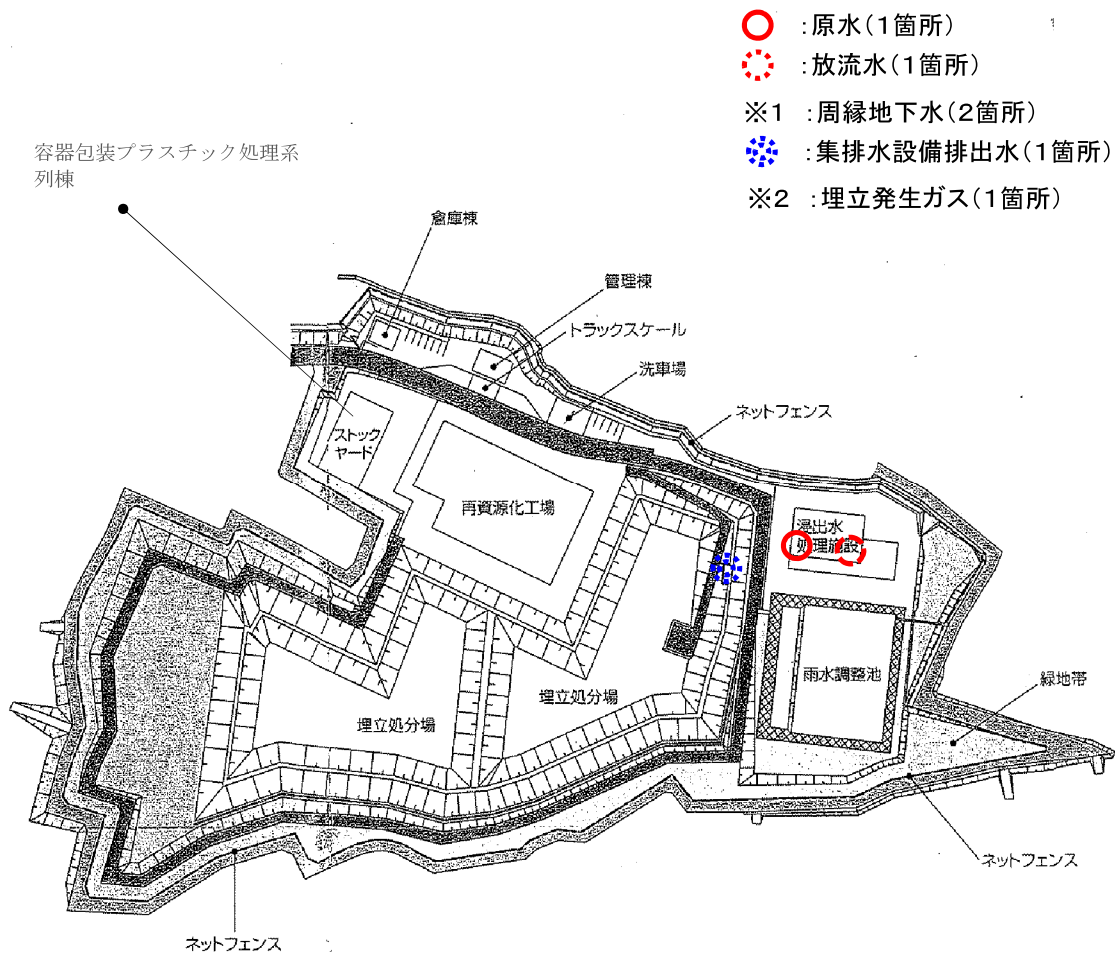 :原水(1箇所)
:放流水(1箇所)
※1 :周縁地下水(2箇所)
:集排水設備排出水(1箇所)
※2 :埋立発生ガス(1箇所)
容器包装プラスチック処理系
列棟
倉庫棟
管理棟
トラックスケール
洗車場
ネットフェンス
ストック
ヤード
再資源化工場
浸出水
処理施設
雨水調整池
緑地帯
埋立処分場
埋立処分場
ネットフェンス
ネットフェンス